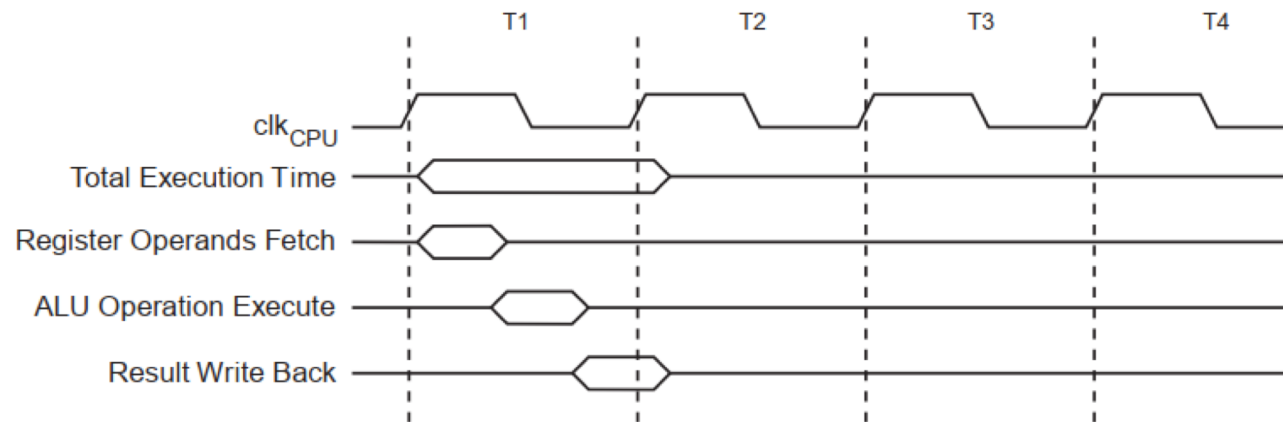 T1 T2 T3 T4
clkCPU
Total Execution Time
Register Operands Fetch
ALU Operation Execute
Result Write Back